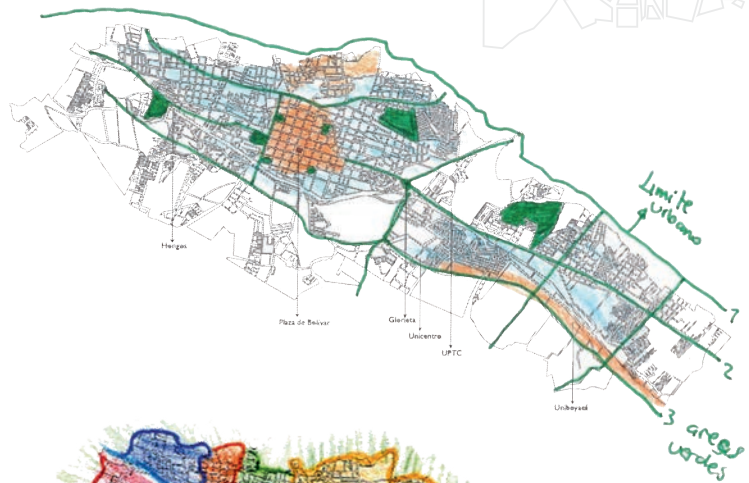 Limite
urbano
Hongos
Plaza de Bolívar
Glorieta
Unicentro
UPTC
Uniboyacá
1
2
3 areas
verdes